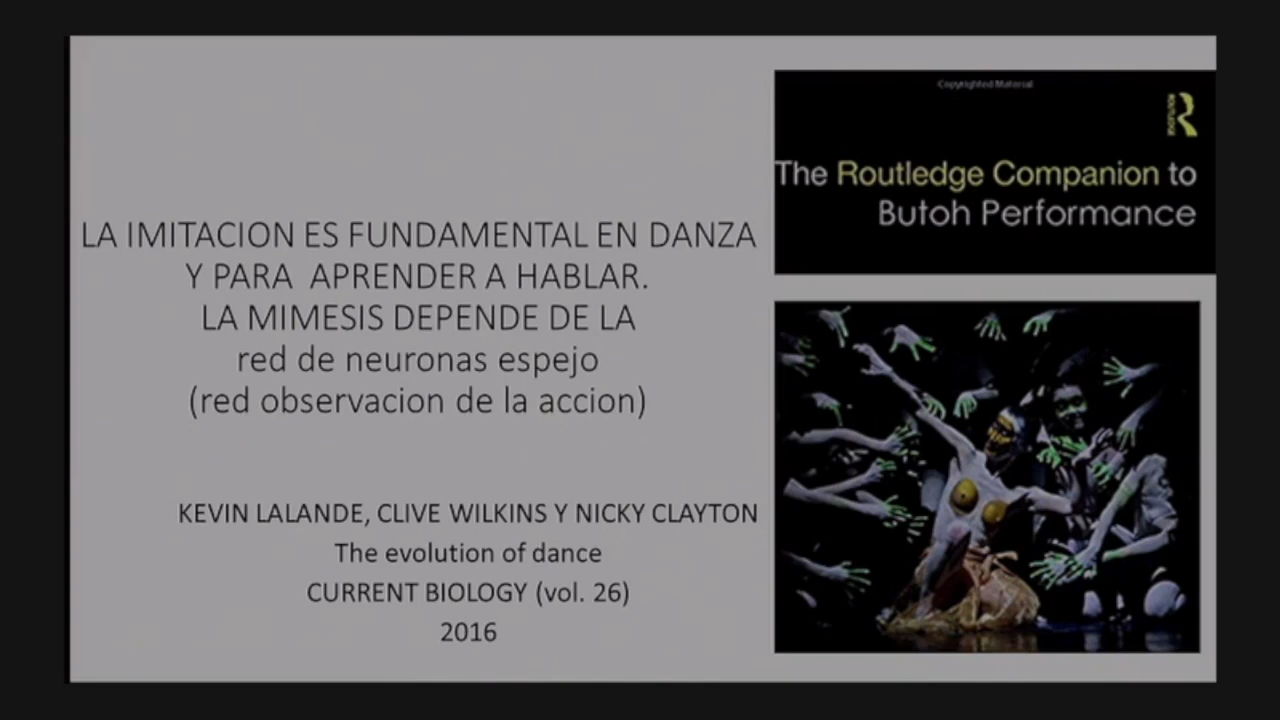 LA IMITACION ES FUNDAMENTAL EN DANZA
Y PARA APRENDER A HABLAR.
LA MIMESIS DEPENDE DE LA
red de neuronas espejo
(red observacion de la accion)
KEVIN LALANDE, CLIVE WILKINS Y NICKY CLAYTON
The evolution of dance
CURRENT BIOLOGY (vol. 26)
2016
Copyrighted Material
ROUTLEDGE
The Routledge Companion to
Butoh Performance